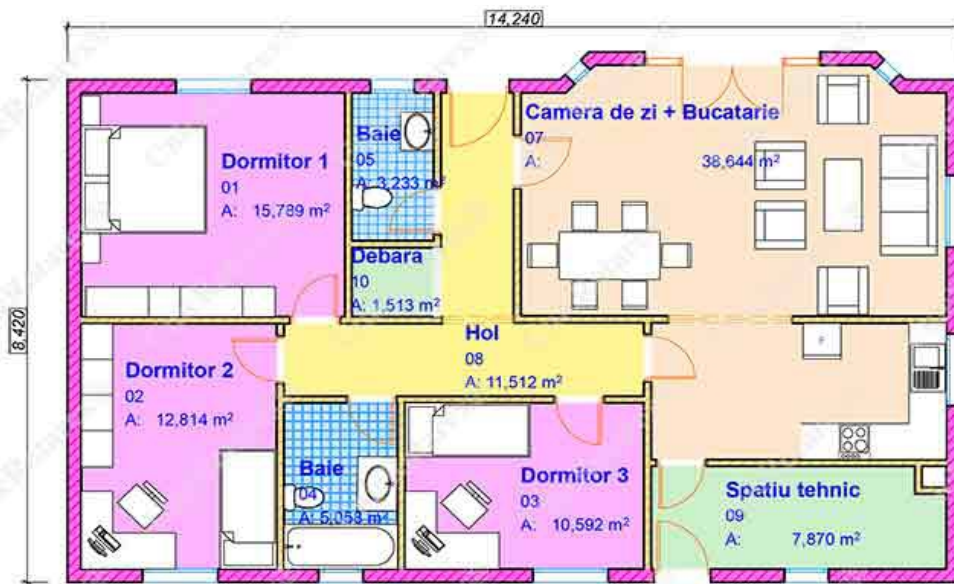 14,240
8,420
Dormitor 1
01
A: 15,789 m²
Baie
05
A: 3,233 m²
Debara
10
A: 1,513 m²
Camera de zi + Bucatarie
07
A: 38,644 m²
Hol
08
A: 11,512 m²
Dormitor 2
02
A: 12,814 m²
Baie
04
A: 5,053 m²
Dormitor 3
03
A: 10,592 m²
Spatiu tehnic
09
A: 7,870 m²